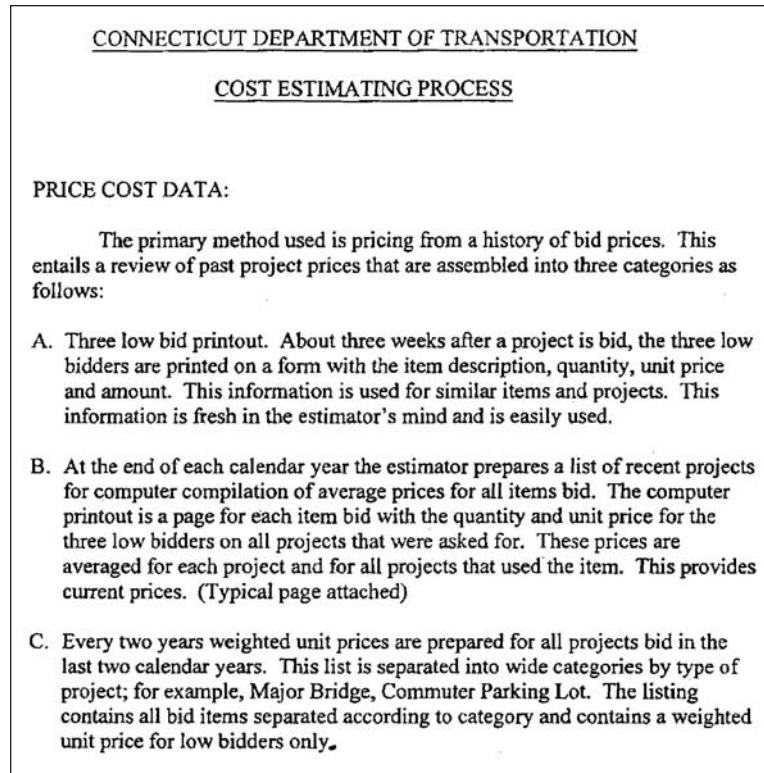 CONNECTICUT DEPARTMENT OF TRANSPORTATION
COST ESTIMATING PROCESS
PRICE COST DATA:
The primary method used is pricing from a history of bid prices. This
entails a review of past project prices that are assembled into three categories as
follows:
A. Three low bid printout. About three weeks after a project is bid, the three low
bidders are printed on a form with the item description, quantity, unit price
and amount. This information is used for similar items and projects. This
information is fresh in the estimator's mind and is easily used.
B. At the end of each calendar year the estimator prepares a list of recent projects
for computer compilation of average prices for all items bid. The computer
printout is a page for each item bid with the quantity and unit price for the
three low bidders on all projects that were asked for. These prices are
averaged for each project and for all projects that used the item. This provides
current prices. (Typical page attached)
C. Every two years weighted unit prices are prepared for all projects bid in the
last two calendar years. This list is separated into wide categories by type of
project; for example, Major Bridge, Commuter Parking Lot. The listing
contains all bid items separated according to category and contains a weighted
unit price for low bidders only.